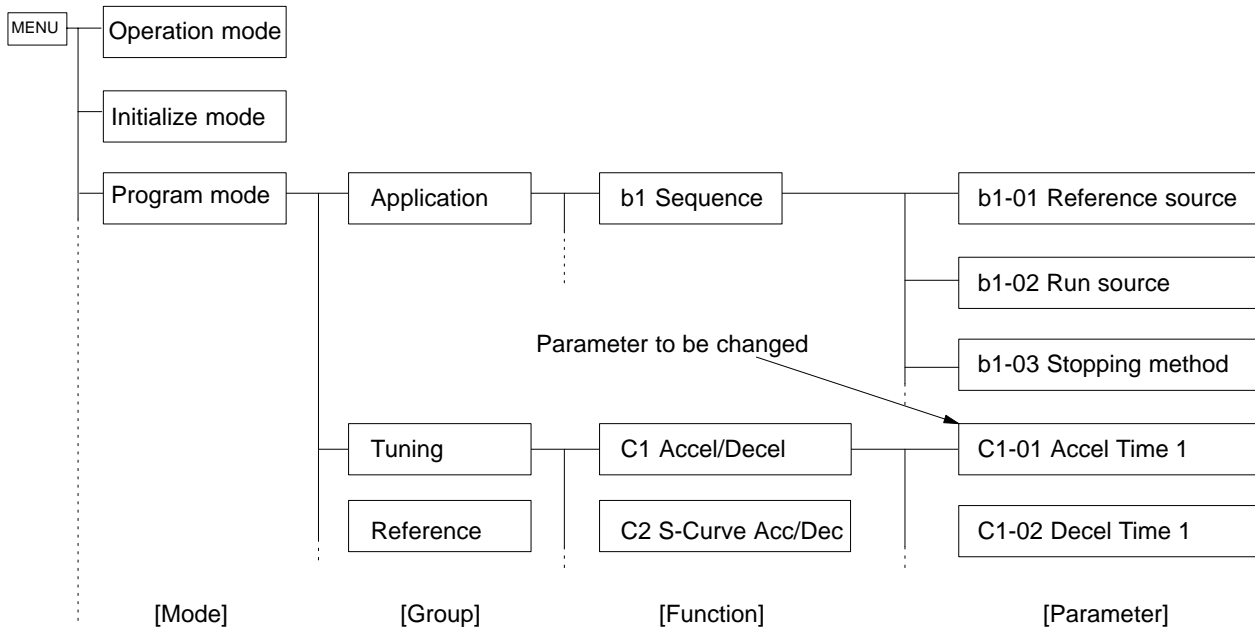 MENU
Operation mode
Initialize mode
Program mode
Application
b1 Sequence
b1-01 Reference source
b1-02 Run source
Parameter to be changed
b1-03 Stopping method
Tuning
C1 Accel/Decel
C1-01 Accel Time 1
Reference
C2 S-Curve Acc/Dec
C1-02 Decel Time 1
[Mode]
[Group]
[Function]
[Parameter]